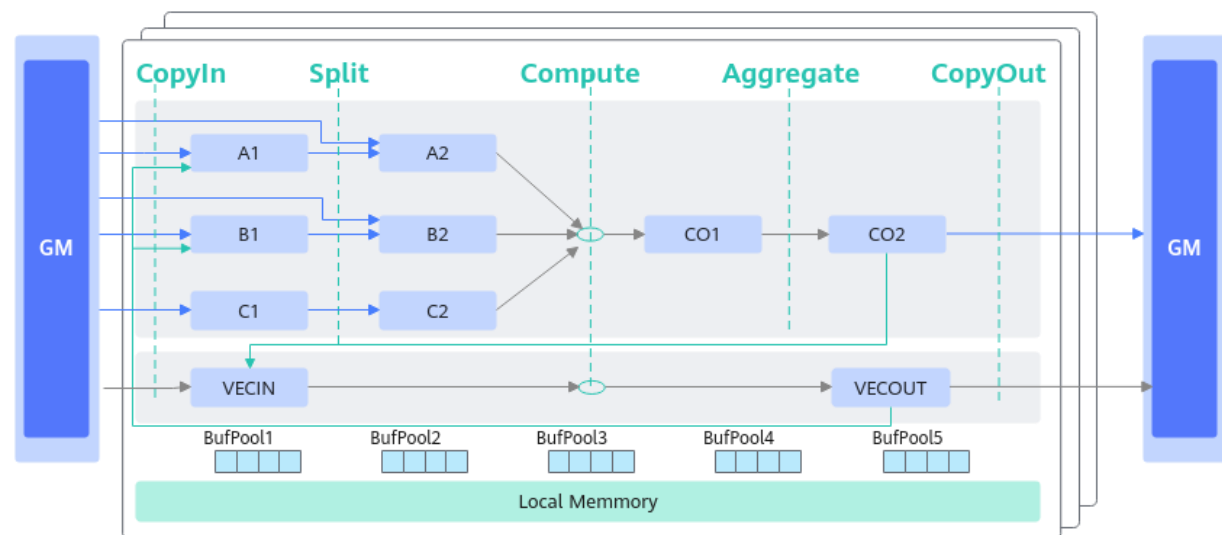 CopyIn Split Compute Aggregate CopyOut
A1 A2
B1 B2 CO1 CO2
GM GM
C1 C2
VECIN VECOUT
BufPool1 BufPool2 BufPool3 BufPool4 BufPool5
Local Memmory